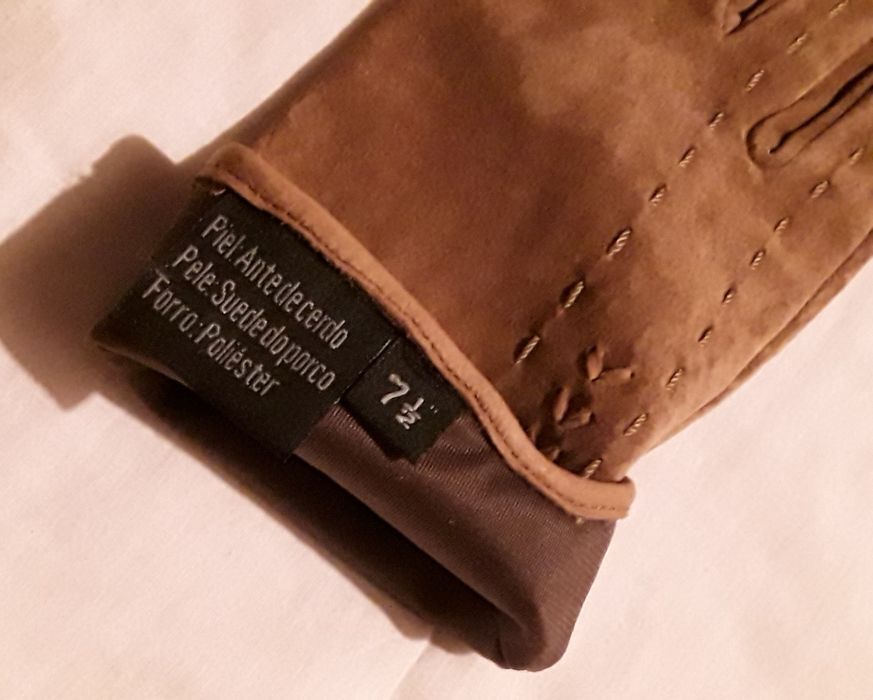 Piel: Ante de cerdo
Pele: Suede do porco
Forro: Poliéster
7½"